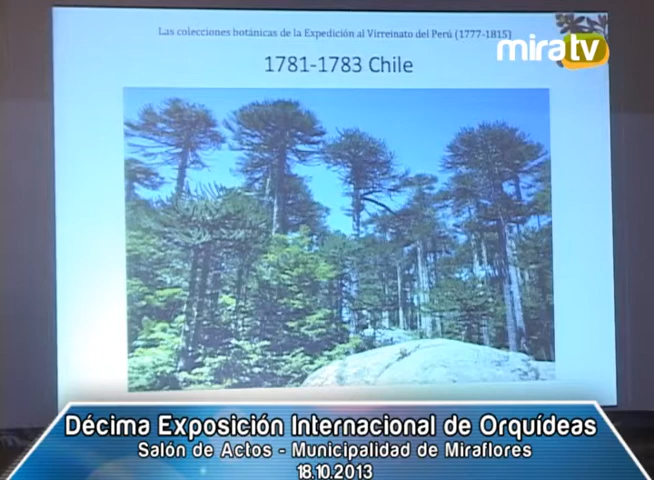 Las colecciones botánicas de la Expedición al Virreinato del Perú (1777-1815)
miratv
1781-1783 Chile
Décima Exposición Internacional de Orquídeas
Salón de Actos - Municipalidad de Miraflores
18.10.2013